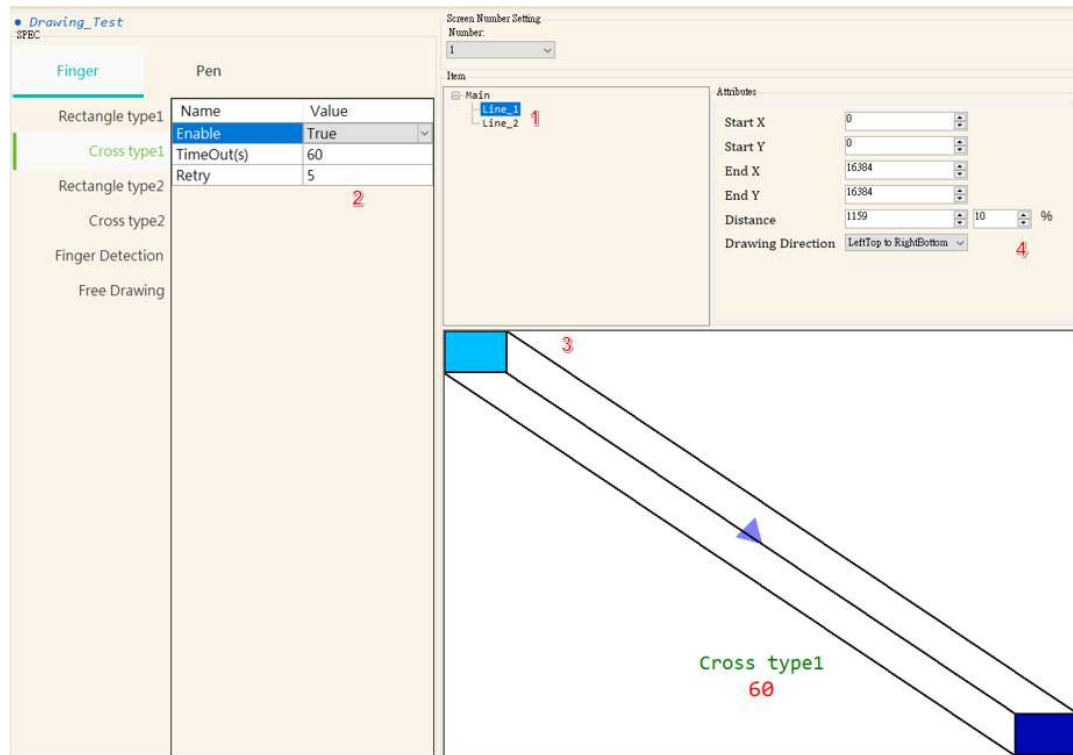 Drawing_Test
SPEC
Finger
Pen
Rectangle type1
Cross type1
Rectangle type2
Cross type2
Finger Detection
Free Drawing
Name Value
Enable True
TimeOut(s) 60
Retry 5
2
Screen Number Setting
Number:
1
Item
Main
Line_1
Line_2
1
Attributes
Start X 0
Start Y 0
End X 16384
End Y 16384
Distance 1159 10 %
Drawing Direction LeftTop to RightBottom
4
3
Cross type1
60